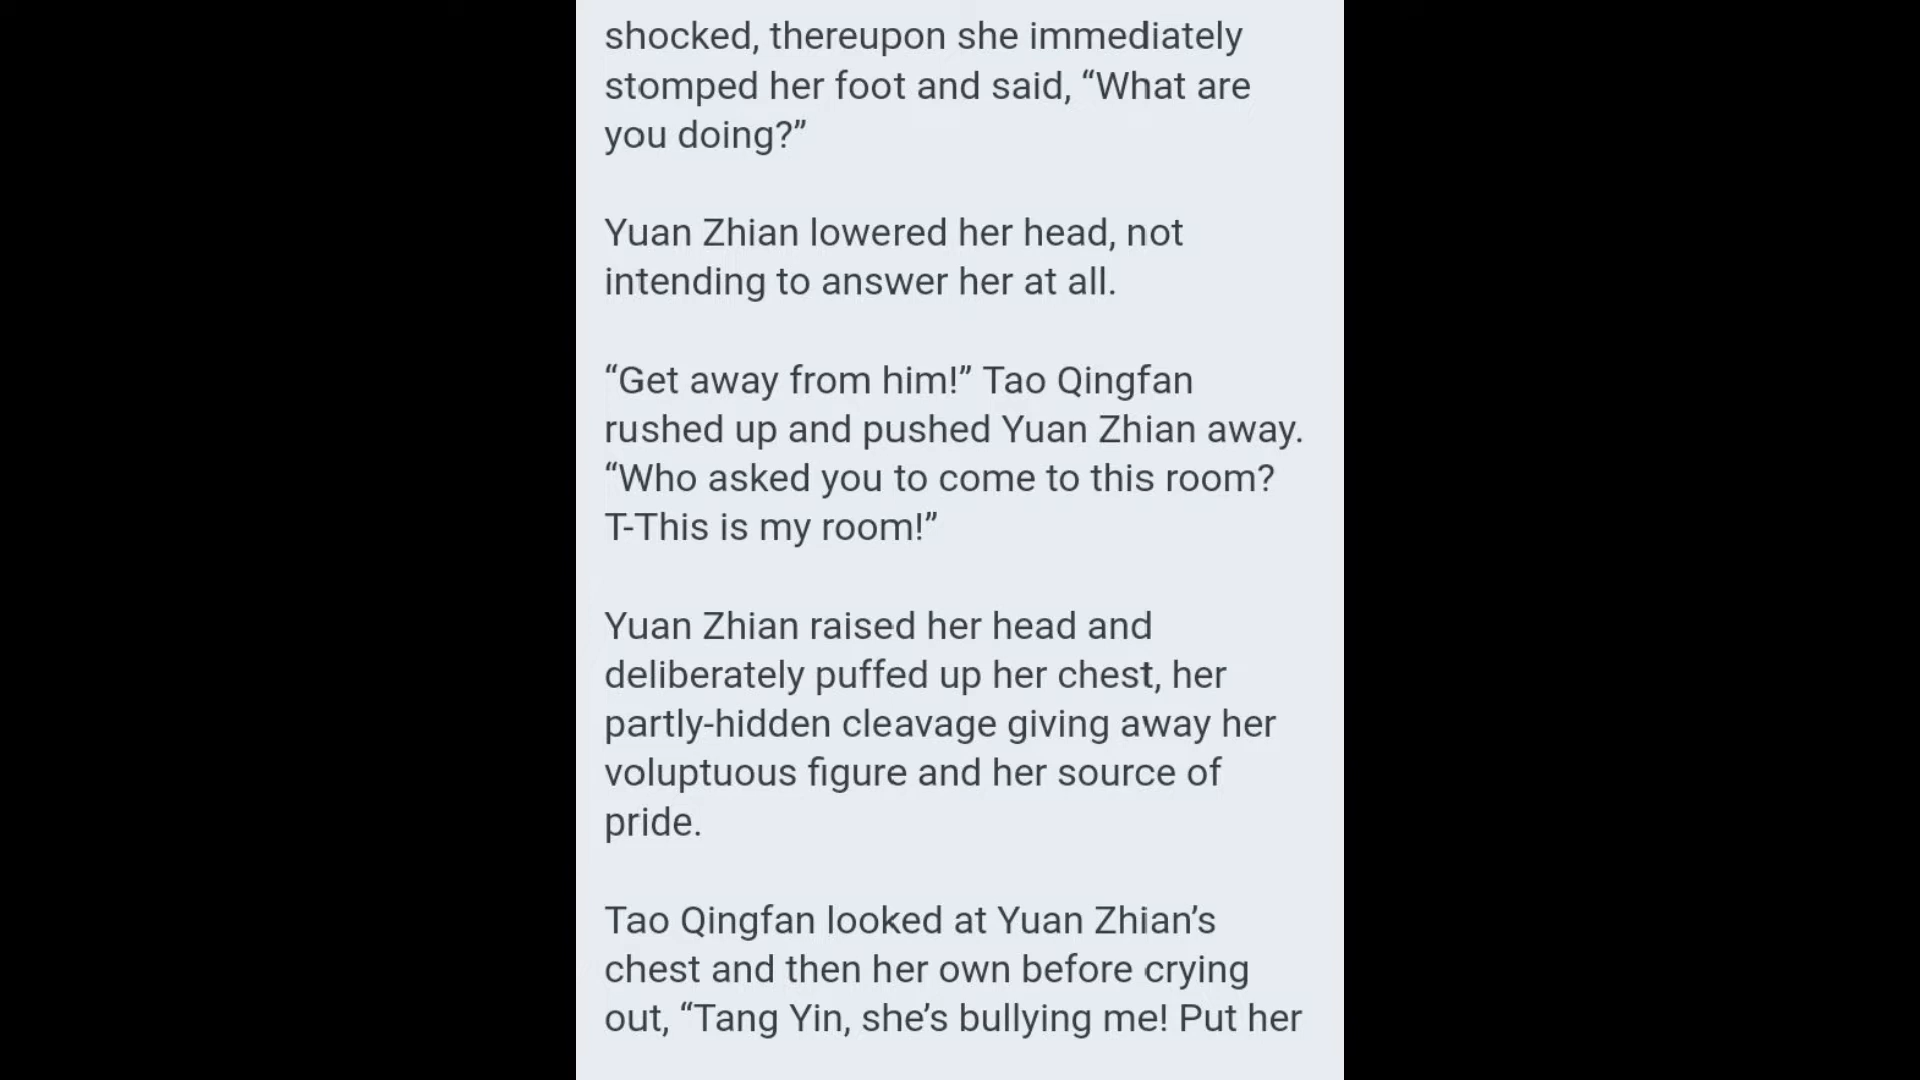 shocked, thereupon she immediately
stomped her foot and said, “What are
you doing?”
Yuan Zhian lowered her head, not
intending to answer her at all.
“Get away from him!” Tao Qingfan
rushed up and pushed Yuan Zhian away.
“Who asked you to come to this room?
T-This is my room!”
Yuan Zhian raised her head and
deliberately puffed up her chest, her
partly-hidden cleavage giving away her
voluptuous figure and her source of
pride.
Tao Qingfan looked at Yuan Zhian’s
chest and then her own before crying
out, “Tang Yin, she’s bullying me! Put her